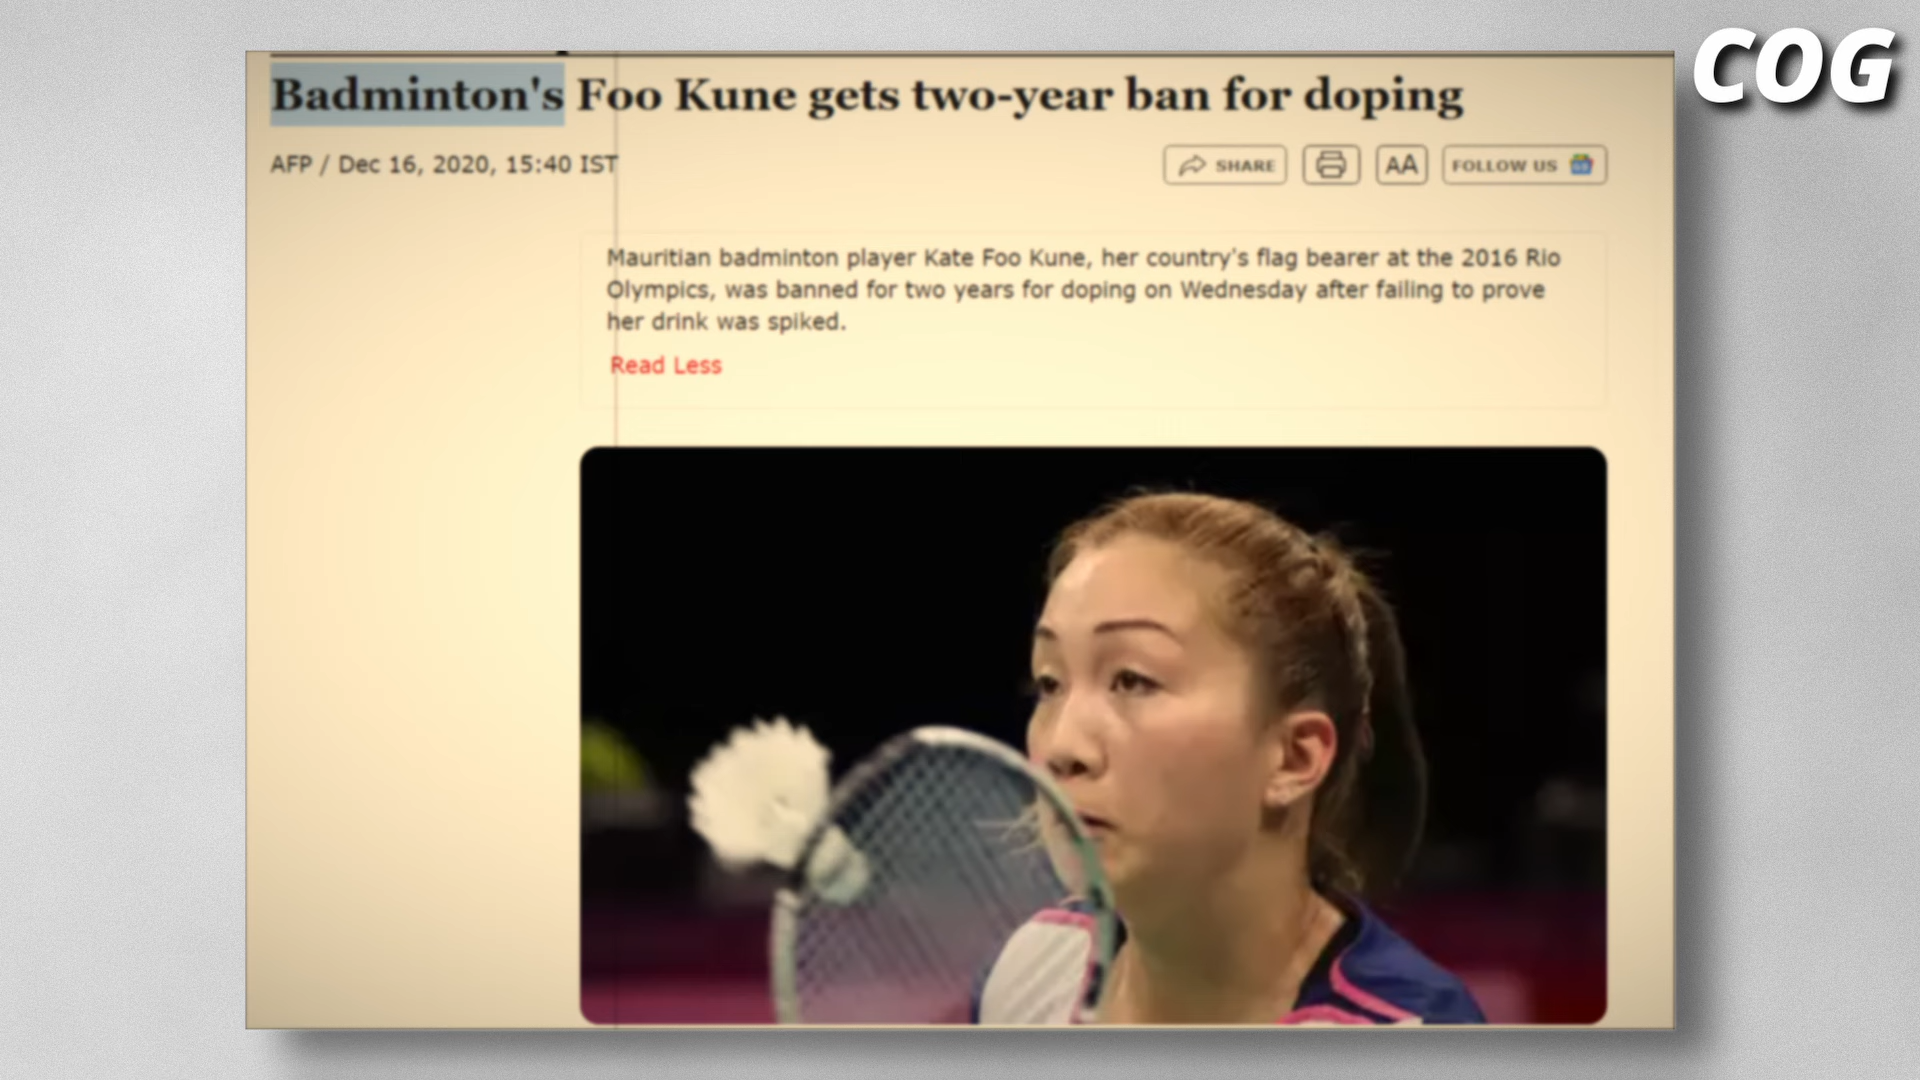 COG
Badminton's Foo Kune gets two-year ban for doping
AFP / Dec 16, 2020, 15:40 IST
SHARE
AA
FOLLOW US
Mauritian badminton player Kate Foo Kune, her country's flag bearer at the 2016 Rio
Olympics, was banned for two years for doping on Wednesday after failing to prove
her drink was spiked.
Read Less